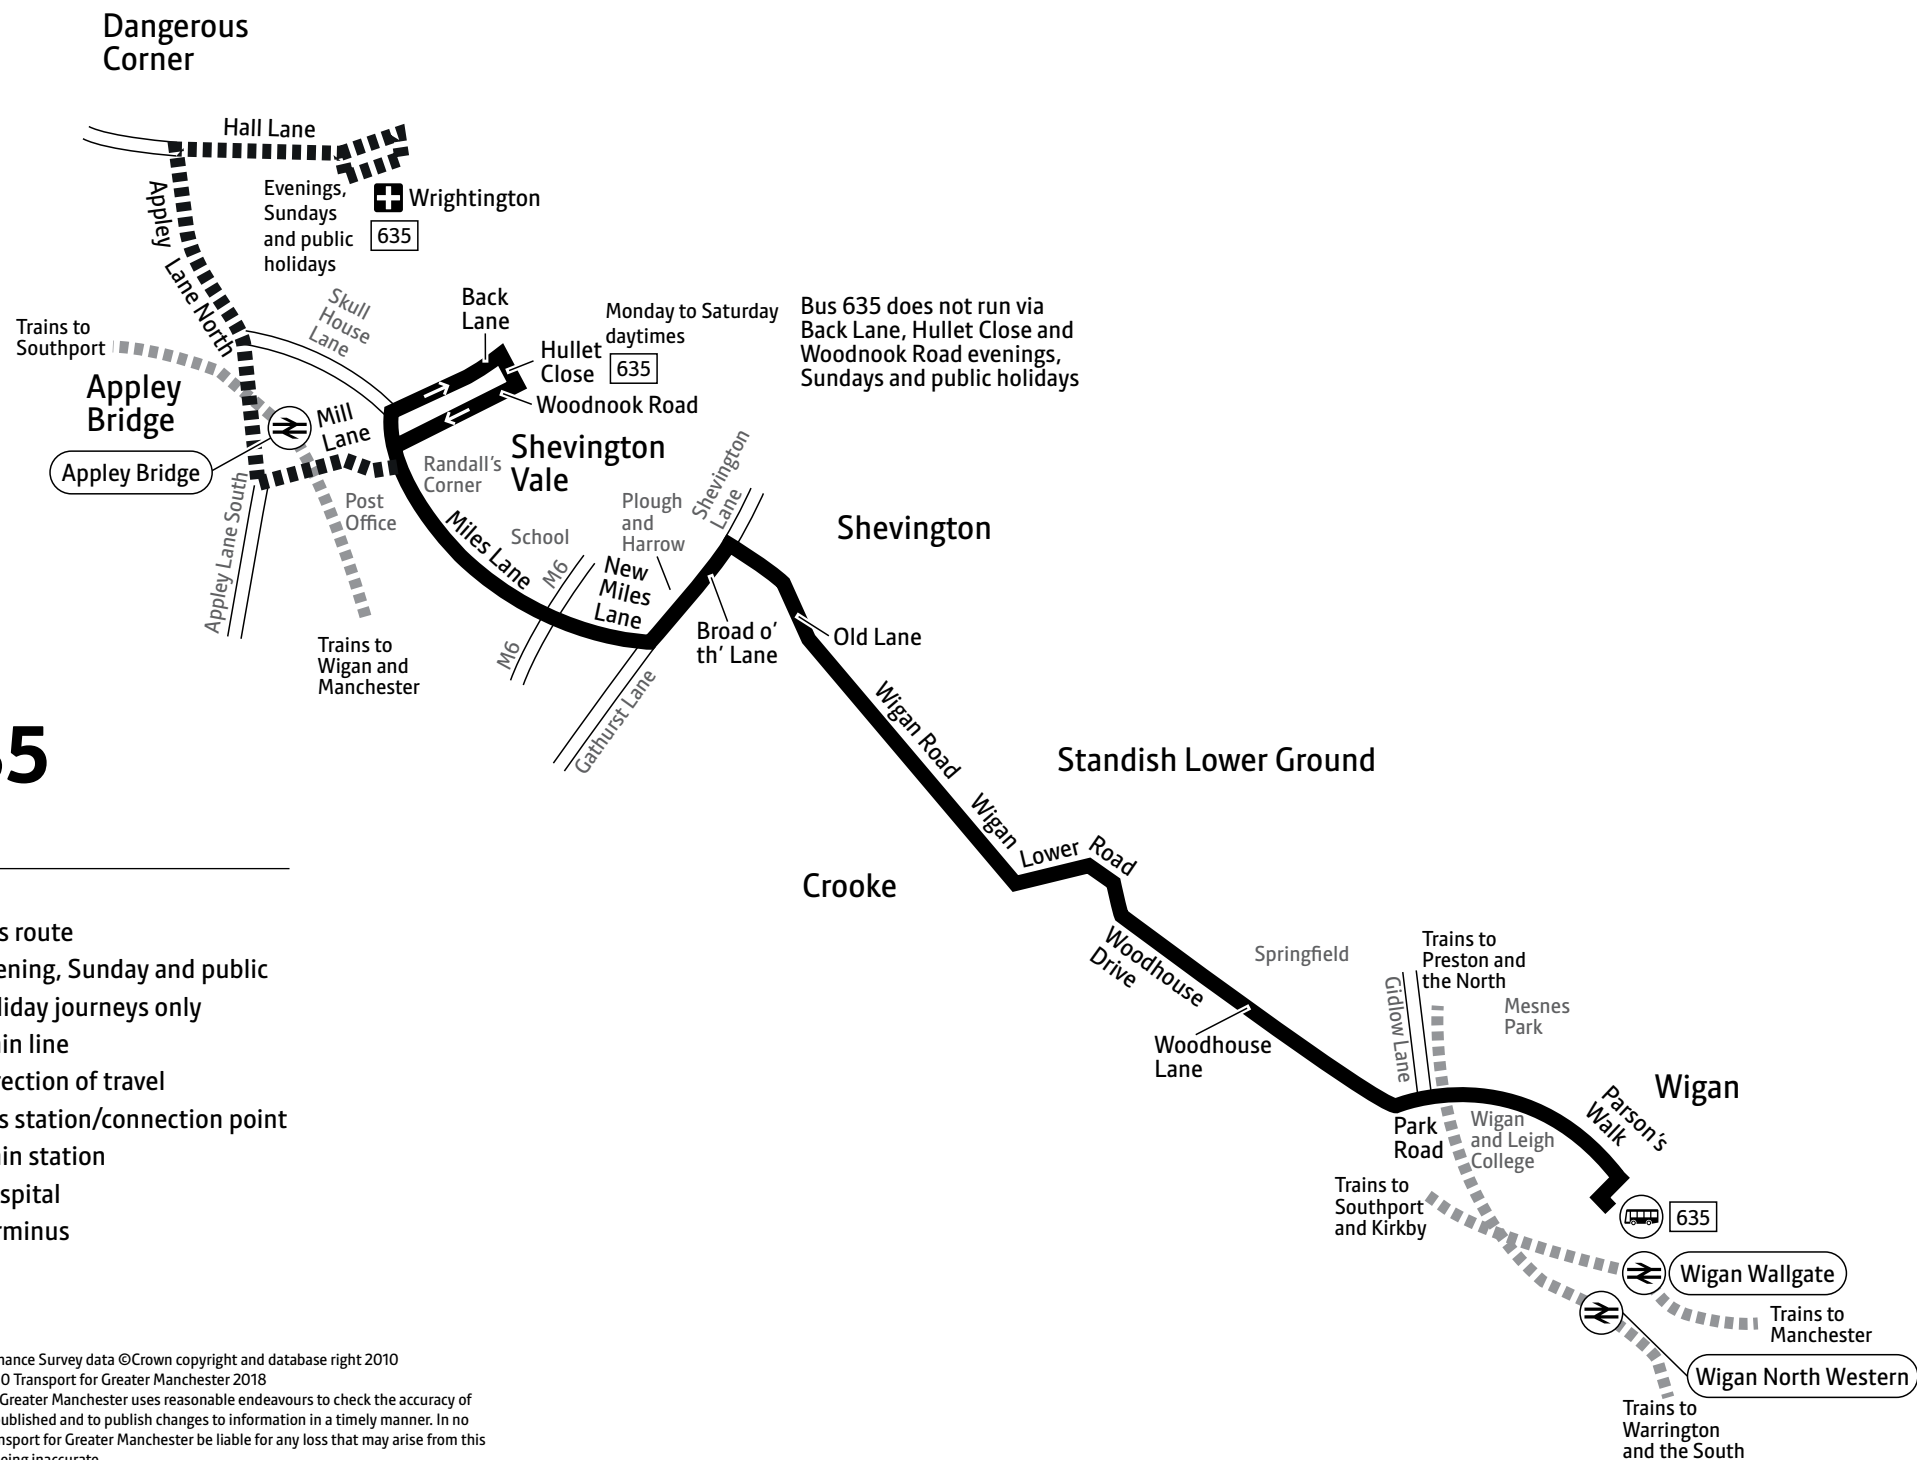 Dangerous
Corner
Hall Lane
Appley
Lane North
Evenings,
Sundays
and public
holidays
Wrightington
635
Skull
House
Lane
Back
Lane
Hullet
Close
Monday to Saturday
daytimes
635
Woodnook Road
Bus 635 does not run via
Back Lane, Hullet Close and
Woodnook Road evenings,
Sundays and public holidays
Trains to
Southport
Appley
Bridge
Appley Bridge
Mill
Lane
Shevington
Vale
Randall's
Corner
Post
Office
Appley Lane South
Trains to
Wigan and
Manchester
Miles Lane
School
M6
M6
New
Miles
Lane
Plough
and
Harrow
Shevington
Lane
Shevington
Broad o'
th' Lane
Old Lane
Gathurst Lane
Wigan Road
Standish Lower Ground
Wigan
Lower
Road
Crooke
Woodhouse
Drive
Springfield
Woodhouse
Lane
Trains to
Preston and
the North
Gidlow Lane
Mesnes
Park
Wigan
Park
Road
Wigan
and Leigh
College
Parson's
Walk
Trains to
Southport
and Kirkby
635
Wigan Wallgate
Trains to
Manchester
Wigan North Western
Trains to
Warrington
and the South
5
s route
ening, Sunday and public
liday journeys only
in line
ection of travel
s station/connection point
in station
spital
rminus
nance Survey data ©Crown copyright and database right 2010
0 Transport for Greater Manchester 2018
Greater Manchester uses reasonable endeavours to check the accuracy of
ublished and to publish changes to information in a timely manner. In no
nsport for Greater Manchester be liable for any loss that may arise from this
eing inaccurate